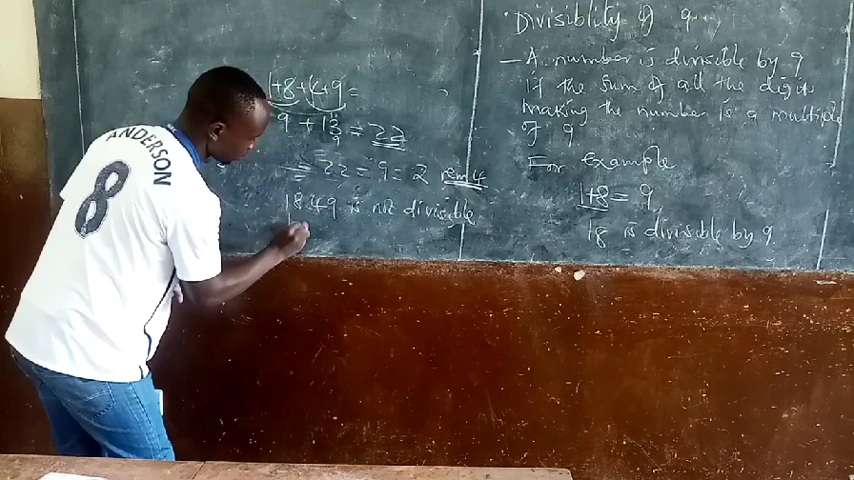 ANDERSON
8
1+8+4+9=
9 + 13 = 22
= 22 ÷ 9 = 2 rem 4
1849 is not divisible
Divisibility of 9
- A number is divisible by 9
if the sum of all the digits
making the number is a multiple
of 9
For Example
1+8= 9
18 is divisible by 9